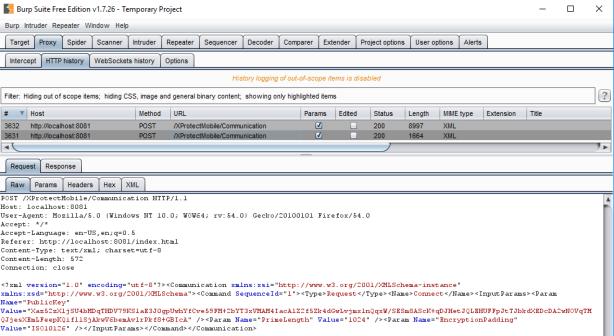 Burp Suite Free Edition v1.7.26 - Temporary Project
Burp Intruder Repeater Window Help
Target Proxy Spider Scanner Intruder Repeater Sequencer Decoder Comparer Extender Project options User options Alerts
Intercept HTTP history WebSockets history Options
History logging of out-of-scope items is disabled
Filter: Hiding out of scope items; hiding CSS, image and general binary content; showing only highlighted items ?
# Host Method URL Params Edited Status Length MIME type Extension Title
3632 http://localhost:8081 POST /XProtectMobile/Communication 200 8997 XML
3631 http://localhost:8081 POST /XProtectMobile/Communication 200 1664 XML
Request Response
Raw Params Headers Hex XML
POST /XProtectMobile/Communication HTTP/1.1
Host: localhost:8081
User-Agent: Mozilla/5.0 (Windows NT 10.0; WOW64; rv:54.0) Gecko/20100101 Firefox/54.0
Accept: */*
Accept-Language: en-US,en;q=0.5
Referer: http://localhost:8081/index.html
Content-Type: text/xml; charset=utf-8
Content-Length: 572
Connection: close
<?xml version="1.0" encoding="utf-8"?><Communication xmlns:xsi="http://www.w3.org/2001/XMLSchema-instance"
xmlns:xsd="http://www.w3.org/2001/XMLSchema"><Command SequenceId="1"><Type>Request</Type><Name>Connect</Name><InputParams><Param
Name="PublicKey"
/><Param Name="PrimeLength" Value="1024" /><Param Name="EncryptionPadding"
Value="ISO10126" /></InputParams></Command></Communication>